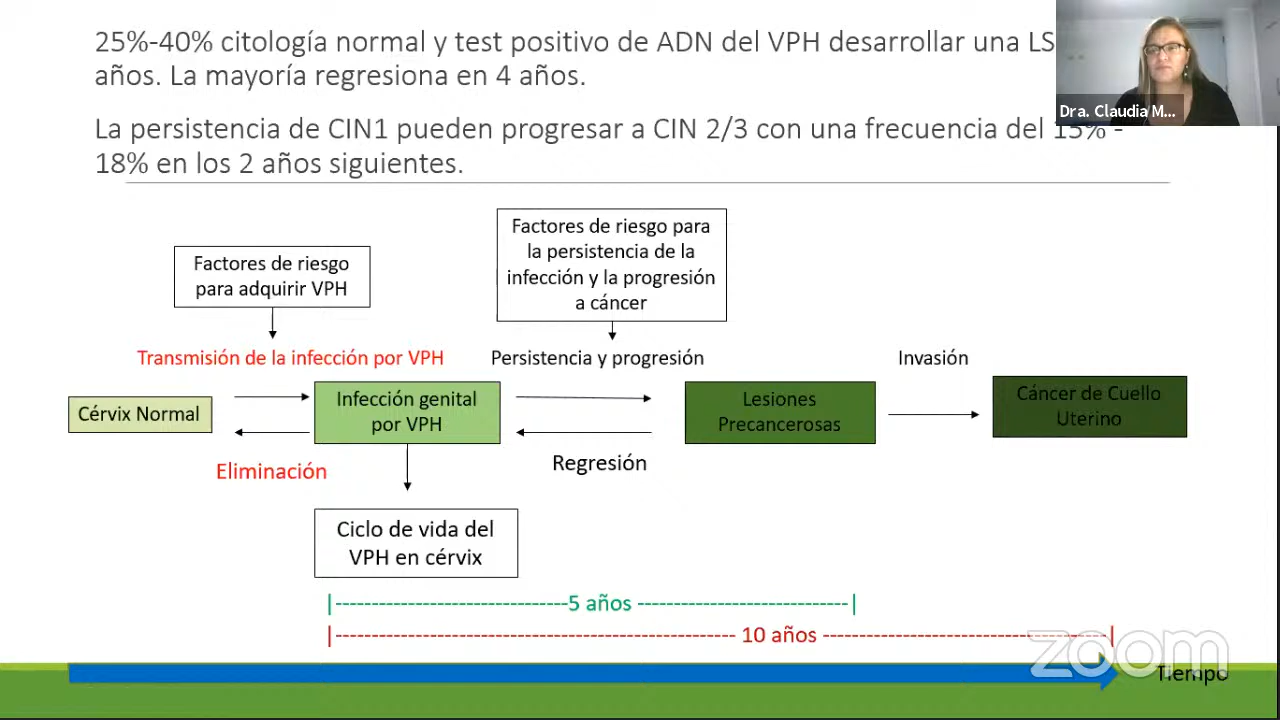 25%-40% citología normal y test positivo de ADN del VPH desarrollar una LS
años. La mayoría regresiona en 4 años.
La persistencia de CIN1 pueden progresar a CIN 2/3 con una frecuencia del 15% -
18% en los 2 años siguientes.
Dra. Claudia M...
Factores de riesgo
para adquirir VPH
Factores de riesgo para
la persistencia de la
infección y la progresión
a cáncer
Transmisión de la infección por VPH
Persistencia y progresión
Invasión
Cérvix Normal
Infección genital
por VPH
Lesiones
Precancerosas
Cáncer de Cuello
Uterino
Eliminación
Regresión
Ciclo de vida del
VPH en cérvix
5 años
10 años
zoom
Tiempo